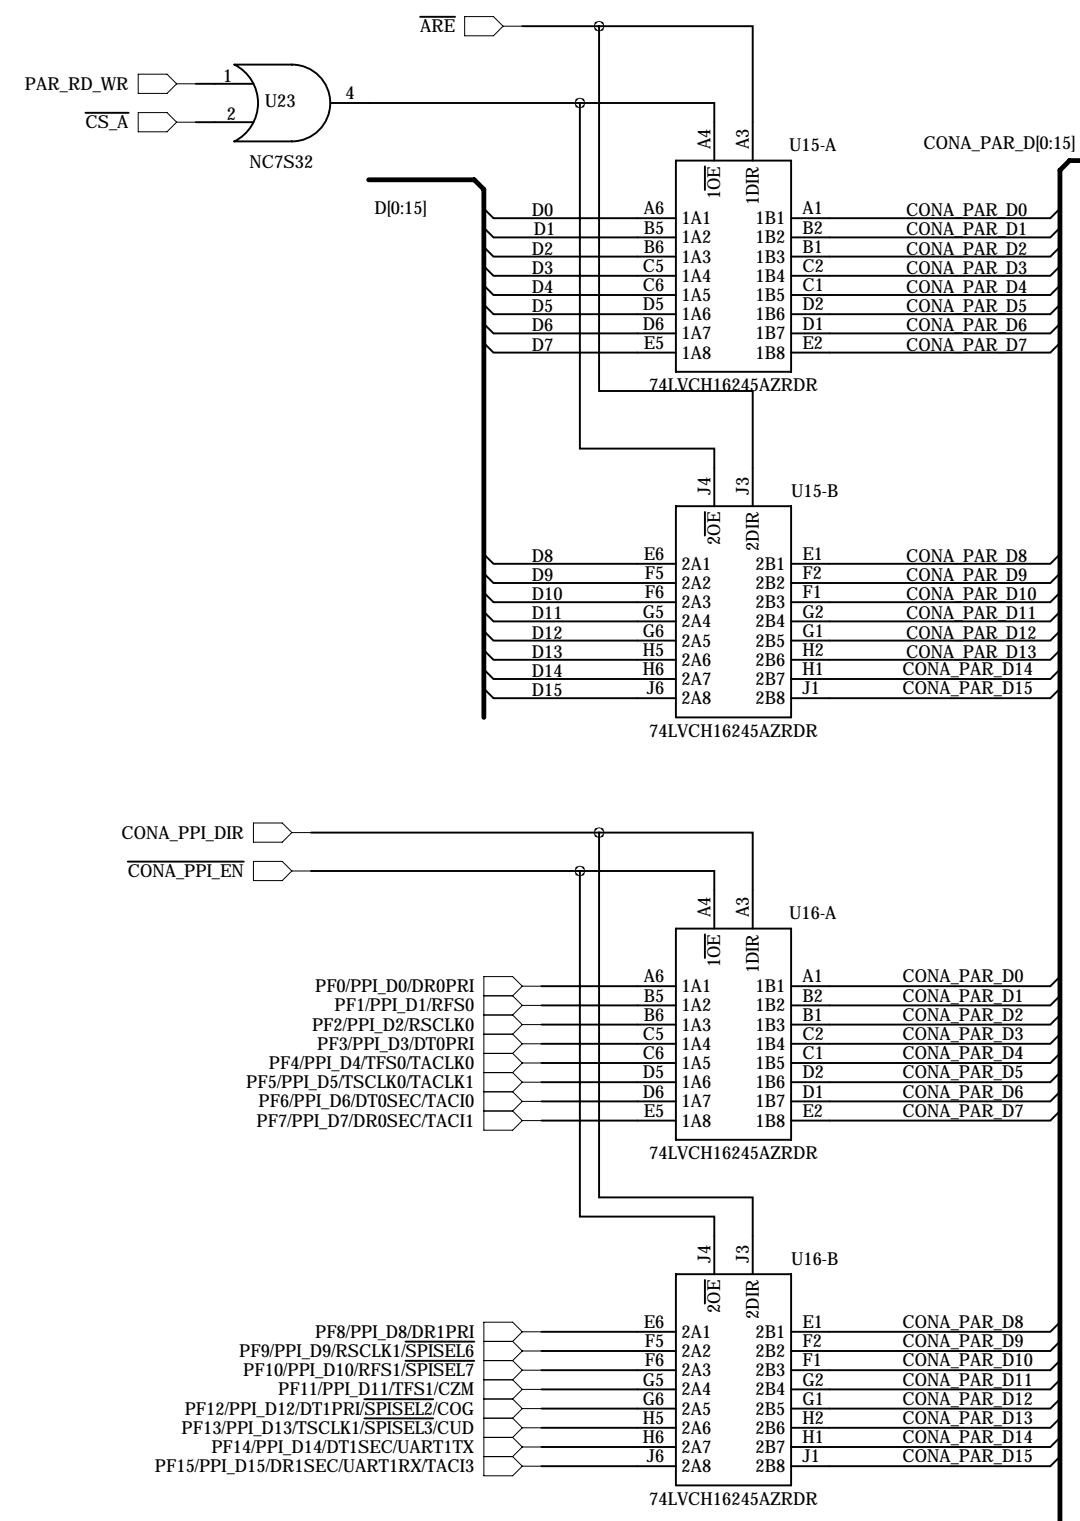 ARE
PAR_RD_WR 1 U23 4
CS_A 2
NC7S32
A4 A3 U15-A CONA_PAR_D[0:15]
D[0:15] 1OE 1DIR
D0 A6 1A1 1B1 A1 CONA_PAR_D0
D1 B5 1A2 1B2 B2 CONA_PAR_D1
D2 B6 1A3 1B3 B1 CONA_PAR_D2
D3 C5 1A4 1B4 C2 CONA_PAR_D3
D4 C6 1A5 1B5 C1 CONA_PAR_D4
D5 D5 1A6 1B6 D2 CONA_PAR_D5
D6 D6 1A7 1B7 D1 CONA_PAR_D6
D7 E5 1A8 1B8 E2 CONA_PAR_D7
74LVCH16245AZRDR
J4 J3 U15-B
2OE 2DIR
D8 E6 2A1 2B1 E1 CONA_PAR_D8
D9 F5 2A2 2B2 F2 CONA_PAR_D9
D10 F6 2A3 2B3 F1 CONA_PAR_D10
D11 G5 2A4 2B4 G2 CONA_PAR_D11
D12 G6 2A5 2B5 G1 CONA_PAR_D12
D13 H5 2A6 2B6 H2 CONA_PAR_D13
D14 H6 2A7 2B7 H1 CONA_PAR_D14
D15 J6 2A8 2B8 J1 CONA_PAR_D15
74LVCH16245AZRDR
CONA_PPI_DIR
CONA_PPI_EN
A4 A3 U16-A
1OE 1DIR
PF0/PPI_D0/DR0PRI A6 1A1 1B1 A1 CONA_PAR_D0
PF1/PPI_D1/RFS0 B5 1A2 1B2 B2 CONA_PAR_D1
PF2/PPI_D2/RSCLK0 B6 1A3 1B3 B1 CONA_PAR_D2
PF3/PPI_D3/DT0PRI C5 1A4 1B4 C2 CONA_PAR_D3
PF4/PPI_D4/TFS0/TACLK0 C6 1A5 1B5 C1 CONA_PAR_D4
PF5/PPI_D5/TSCLK0/TACLK1 D5 1A6 1B6 D2 CONA_PAR_D5
PF6/PPI_D6/DT0SEC/TACI0 D6 1A7 1B7 D1 CONA_PAR_D6
PF7/PPI_D7/DR0SEC/TACI1 E5 1A8 1B8 E2 CONA_PAR_D7
74LVCH16245AZRDR
J4 J3 U16-B
2OE 2DIR
PF8/PPI_D8/DR1PRI E6 2A1 2B1 E1 CONA_PAR_D8
PF9/PPI_D9/RSCLK1/SPISEL6 F5 2A2 2B2 F2 CONA_PAR_D9
PF10/PPI_D10/RFS1/SPISEL7 F6 2A3 2B3 F1 CONA_PAR_D10
PF11/PPI_D11/TFS1/CZM G5 2A4 2B4 G2 CONA_PAR_D11
PF12/PPI_D12/DT1PRI/SPISEL2/COG G6 2A5 2B5 G1 CONA_PAR_D12
PF13/PPI_D13/TSCLK1/SPISEL3/CUD H5 2A6 2B6 H2 CONA_PAR_D13
PF14/PPI_D14/DT1SEC/UART1TX H6 2A7 2B7 H1 CONA_PAR_D14
PF15/PPI_D15/DR1SEC/UART1RX/TACI3 J6 2A8 2B8 J1 CONA_PAR_D15
74LVCH16245AZRDR